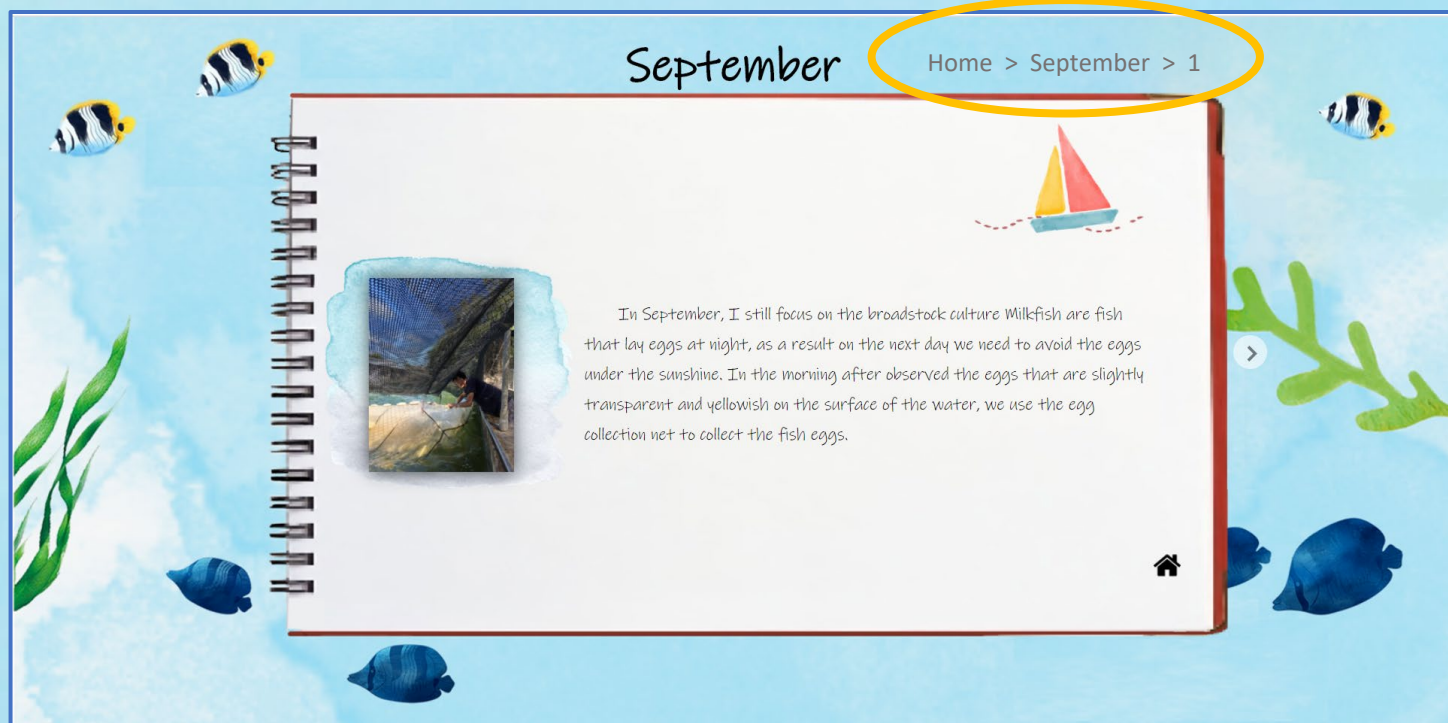 September
Home > September > 1
In September, I still focus on the broadstock culture Milkfish are fish
that lay eggs at night, as a result on the next day we need to avoid the eggs
under the sunshine. In the morning after observed the eggs that are slightly
transparent and yellowish on the surface of the water, we use the egg
collection net to collect the fish eggs.